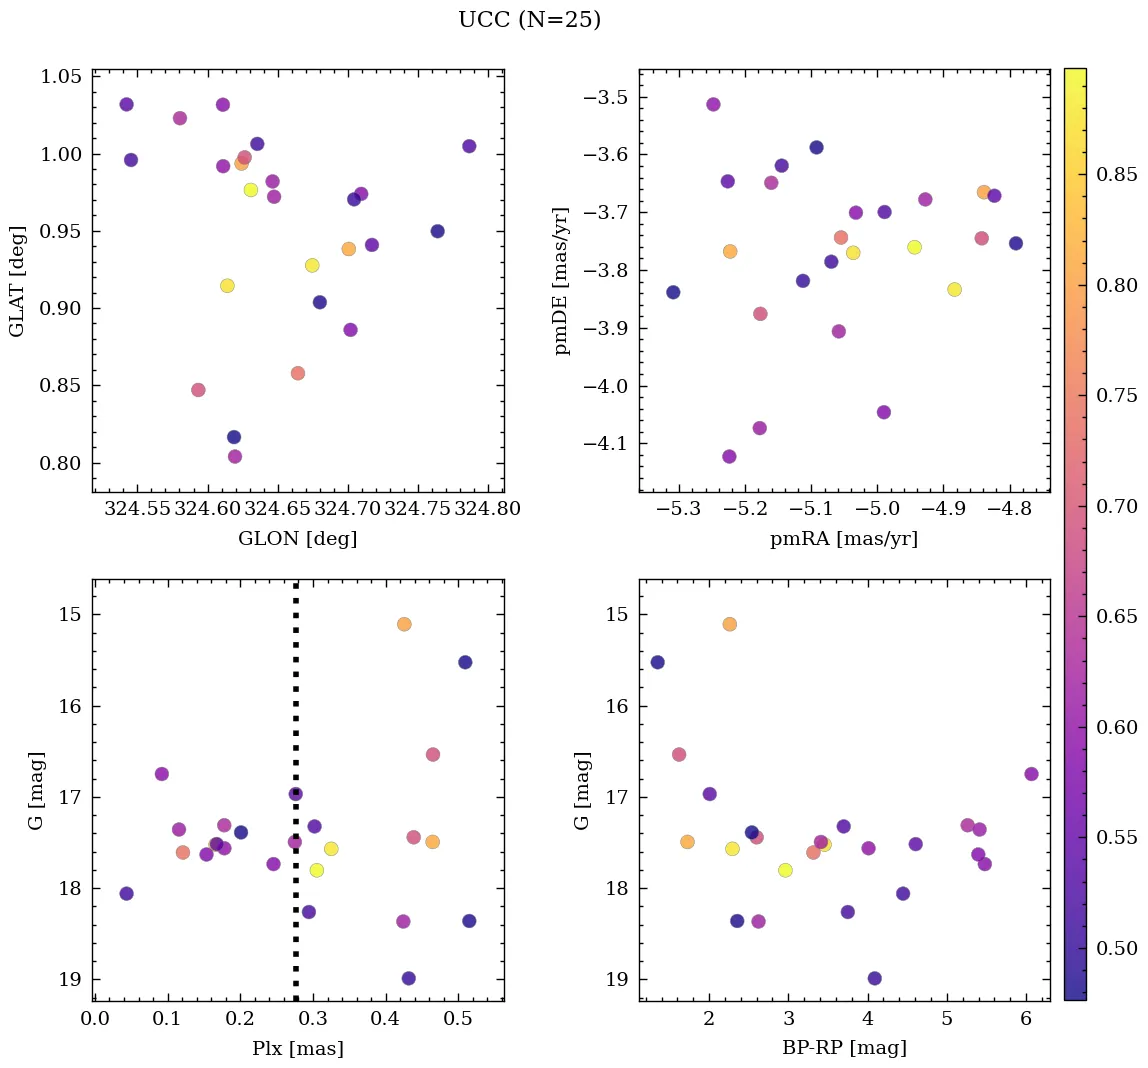 UCC (N=25)
1.05
1.00
0.95
0.90
0.85
0.80
GLAT [deg]
324.55 324.60 324.65 324.70 324.75 324.80
GLON [deg]
−3.5
−3.6
−3.7
−3.8
−3.9
−4.0
−4.1
pmDE [mas/yr]
−5.3 −5.2 −5.1 −5.0 −4.9 −4.8
pmRA [mas/yr]
0.85
0.80
0.75
0.70
0.65
0.60
0.55
0.50
15
16
17
18
19
G [mag]
0.0 0.1 0.2 0.3 0.4 0.5
Plx [mas]
15
16
17
18
19
G [mag]
2 3 4 5 6
BP-RP [mag]